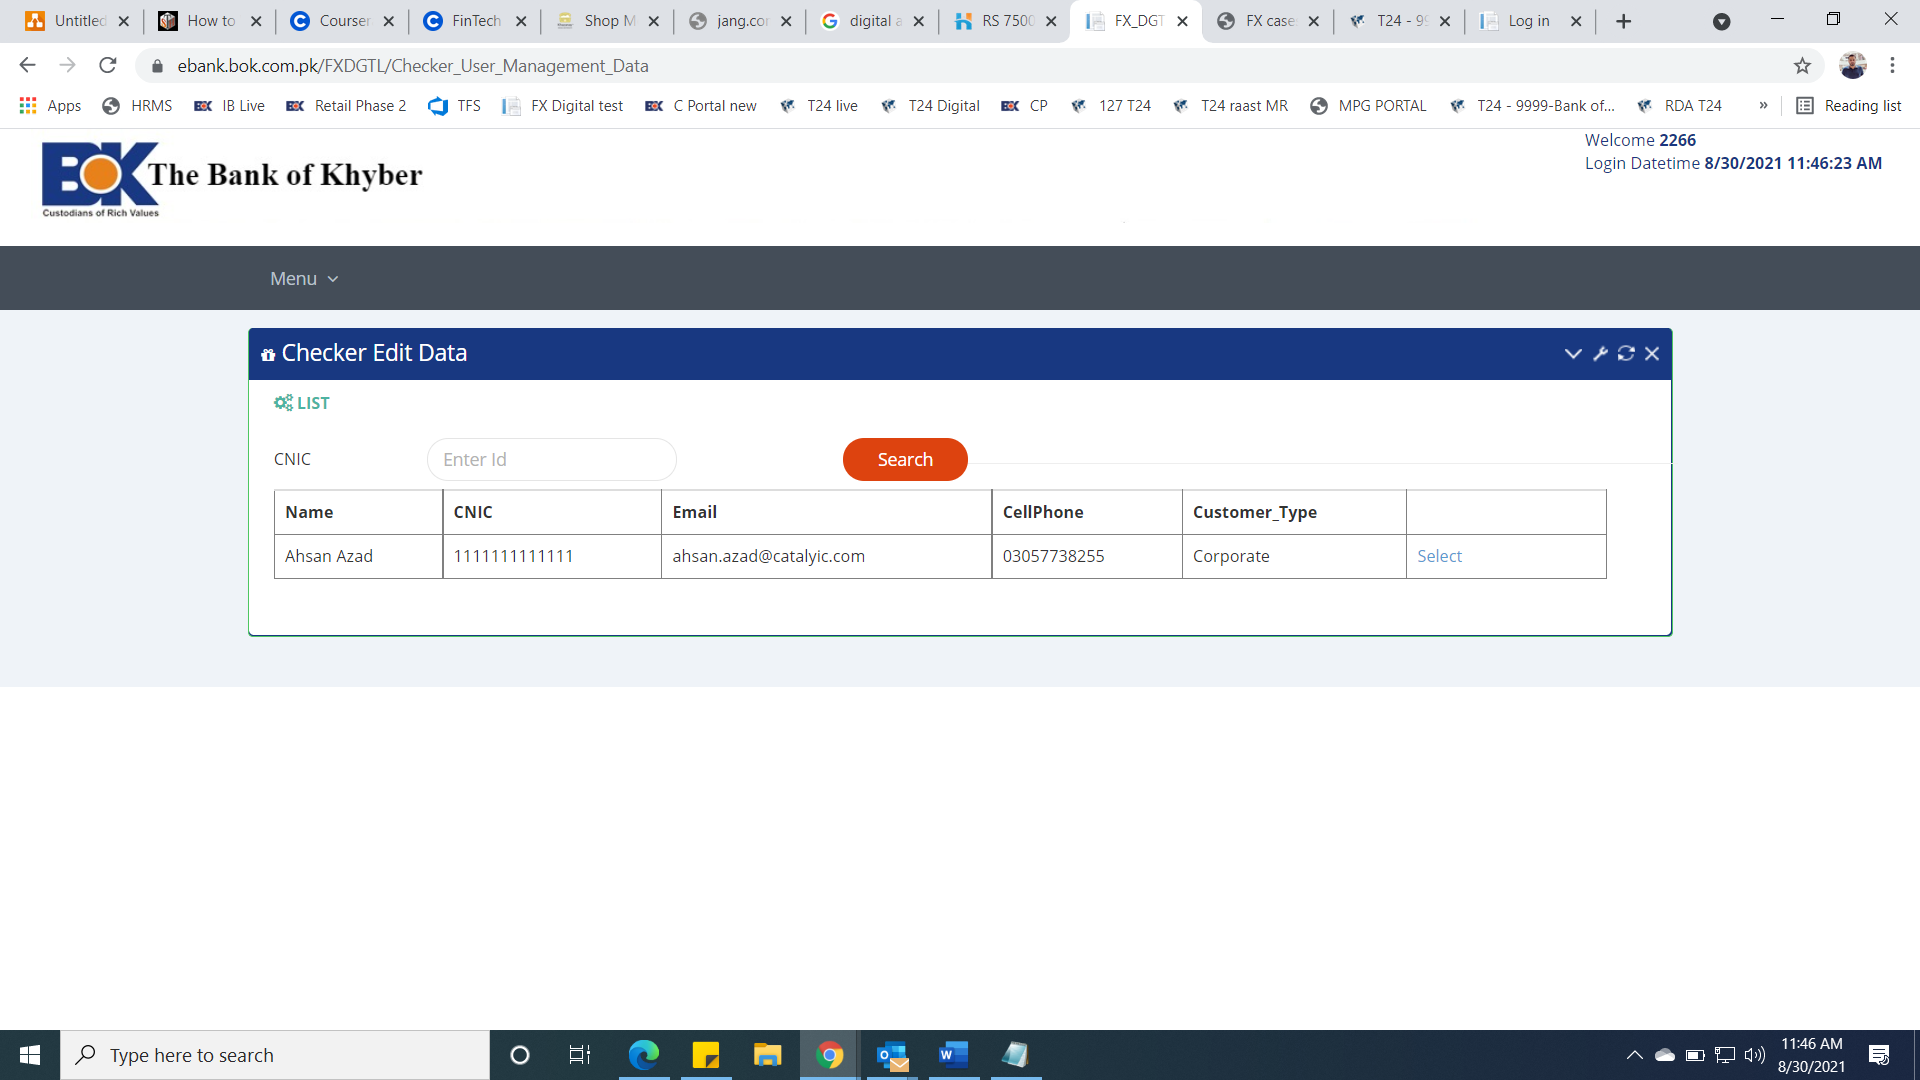 Untitled
How to
Courser
FinTech
Shop M
jang.cor
digital a
RS 7500
FX_DGT
FX case
T24 - 99
Log in
ebank.bok.com.pk/FXDGTL/Checker_User_Management_Data
Apps HRMS IB Live Retail Phase 2 TFS FX Digital test C Portal new T24 live T24 Digital CP 127 T24 T24 raast MR MPG PORTAL T24 - 9999-Bank of... RDA T24 » Reading list
Welcome 2266
Login Datetime 8/30/2021 11:46:23 AM
BOK The Bank of Khyber
Custodians of Rich Values
Menu
Checker Edit Data
LIST
CNIC Enter Id Search
Name CNIC Email CellPhone Customer_Type
Ahsan Azad 1111111111111 ahsan.azad@catalyic.com 03057738255 Corporate Select
Type here to search
11:46 AM
8/30/2021